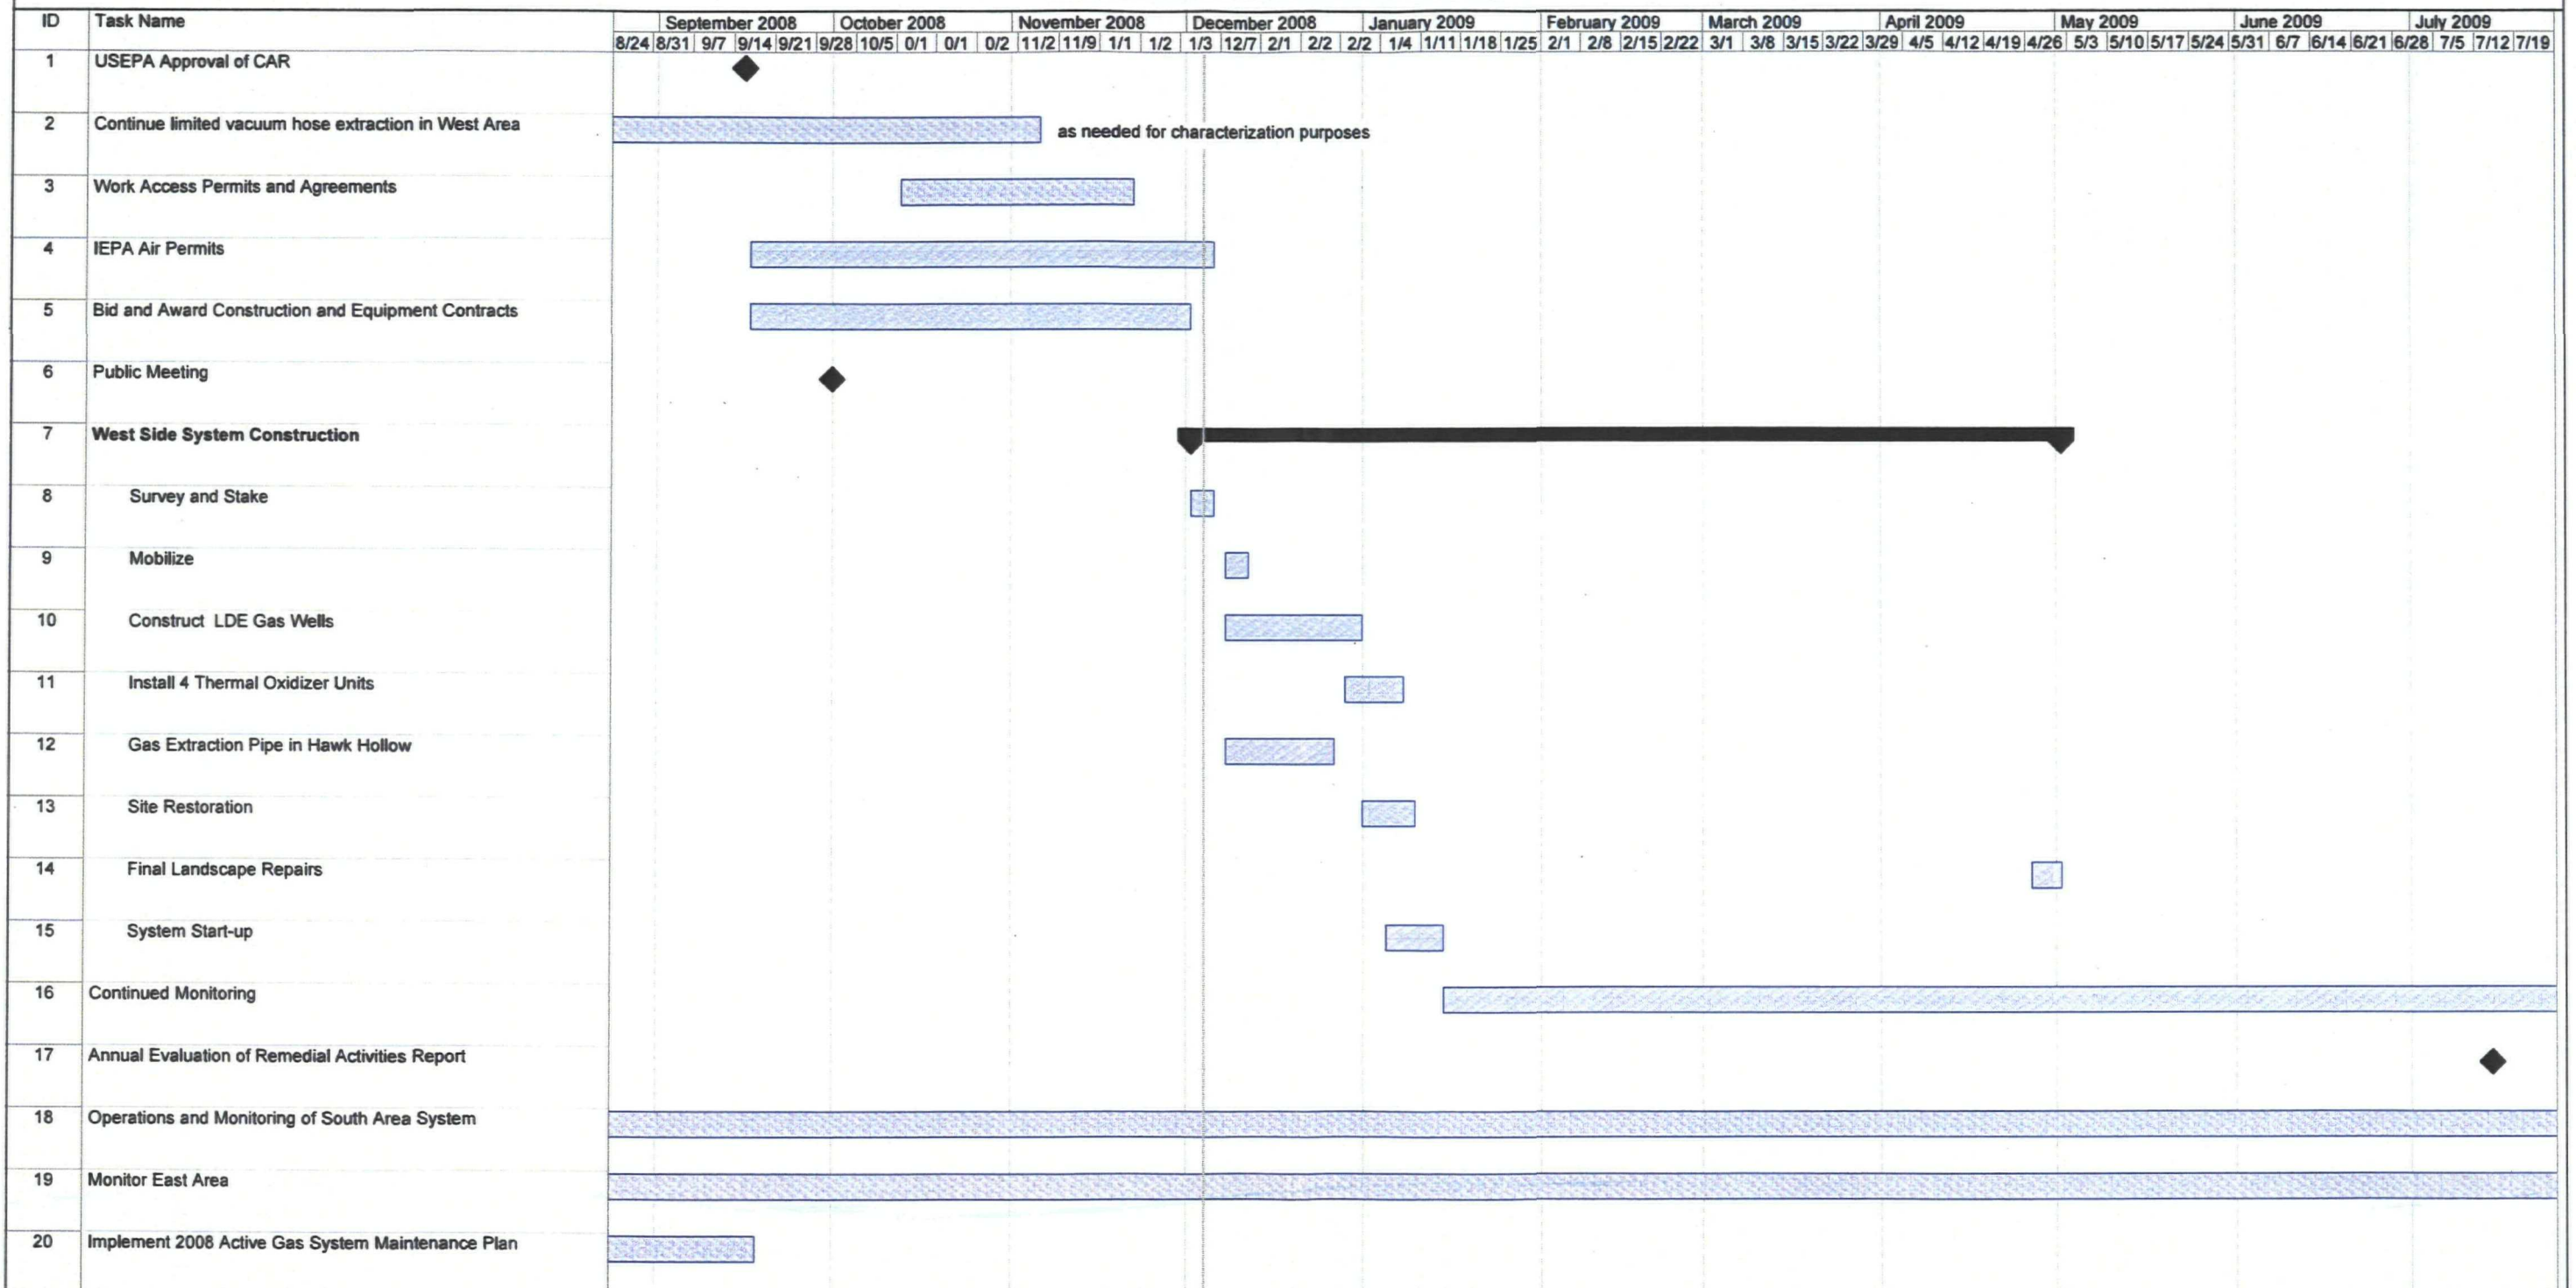 ID Task Name September 2008 October 2008 November 2008 December 2008 January 2009 February 2009 March 2009 April 2009 May 2009 June 2009 July 2009
8/24 8/31 9/7 9/14 9/21 9/28 10/5 0/1 0/1 0/2 11/2 11/9 1/1 1/2 1/3 12/7 2/1 2/2 2/2 1/4 1/11 1/18 1/25 2/1 2/8 2/15 2/22 3/1 3/8 3/15 3/22 3/29 4/5 4/12 4/19 4/26 5/3 5/10 5/17 5/24 5/31 6/7 6/14 6/21 6/28 7/5 7/12 7/19
1 USEPA Approval of CAR
2 Continue limited vacuum hose extraction in West Area as needed for characterization purposes
3 Work Access Permits and Agreements
4 IEPA Air Permits
5 Bid and Award Construction and Equipment Contracts
6 Public Meeting
7 West Side System Construction
8 Survey and Stake
9 Mobilize
10 Construct LDE Gas Wells
11 Install 4 Thermal Oxidizer Units
12 Gas Extraction Pipe in Hawk Hollow
13 Site Restoration
14 Final Landscape Repairs
15 System Start-up
16 Continued Monitoring
17 Annual Evaluation of Remedial Activities Report
18 Operations and Monitoring of South Area System
19 Monitor East Area
20 Implement 2008 Active Gas System Maintenance Plan